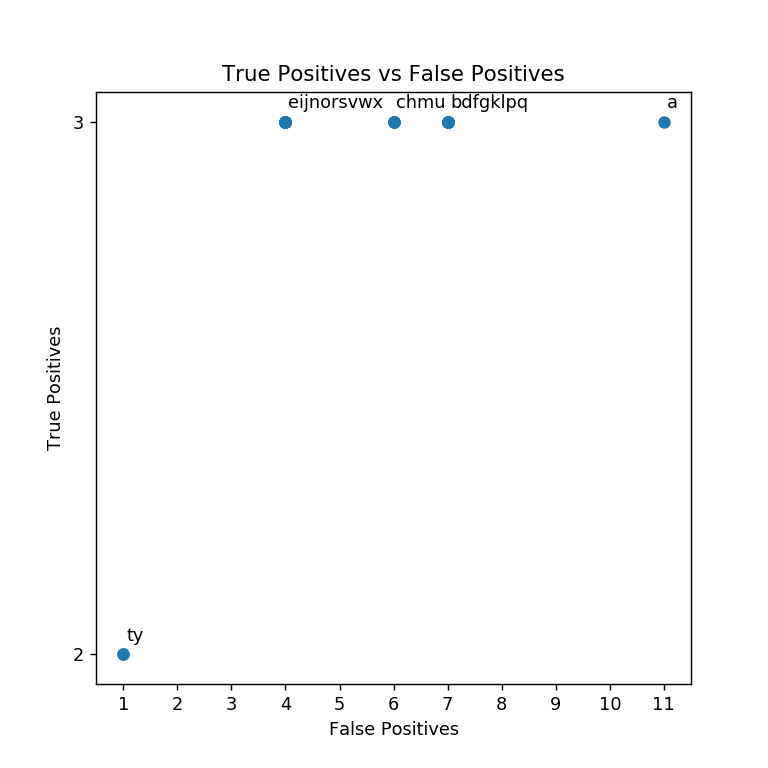 True Positives vs False Positives
eijnorsvwx chmu bdfgklpq a
3
True Positives
ty
2
1 2 3 4 5 6 7 8 9 10 11
False Positives